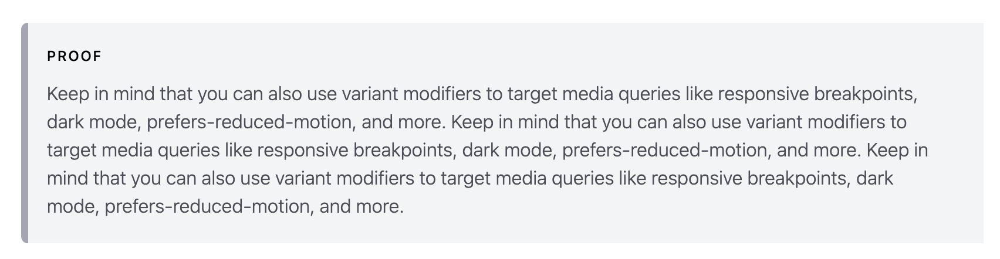 PROOF
Keep in mind that you can also use variant modifiers to target media queries like responsive breakpoints,
dark mode, prefers-reduced-motion, and more. Keep in mind that you can also use variant modifiers to
target media queries like responsive breakpoints, dark mode, prefers-reduced-motion, and more. Keep in
mind that you can also use variant modifiers to target media queries like responsive breakpoints, dark
mode, prefers-reduced-motion, and more.